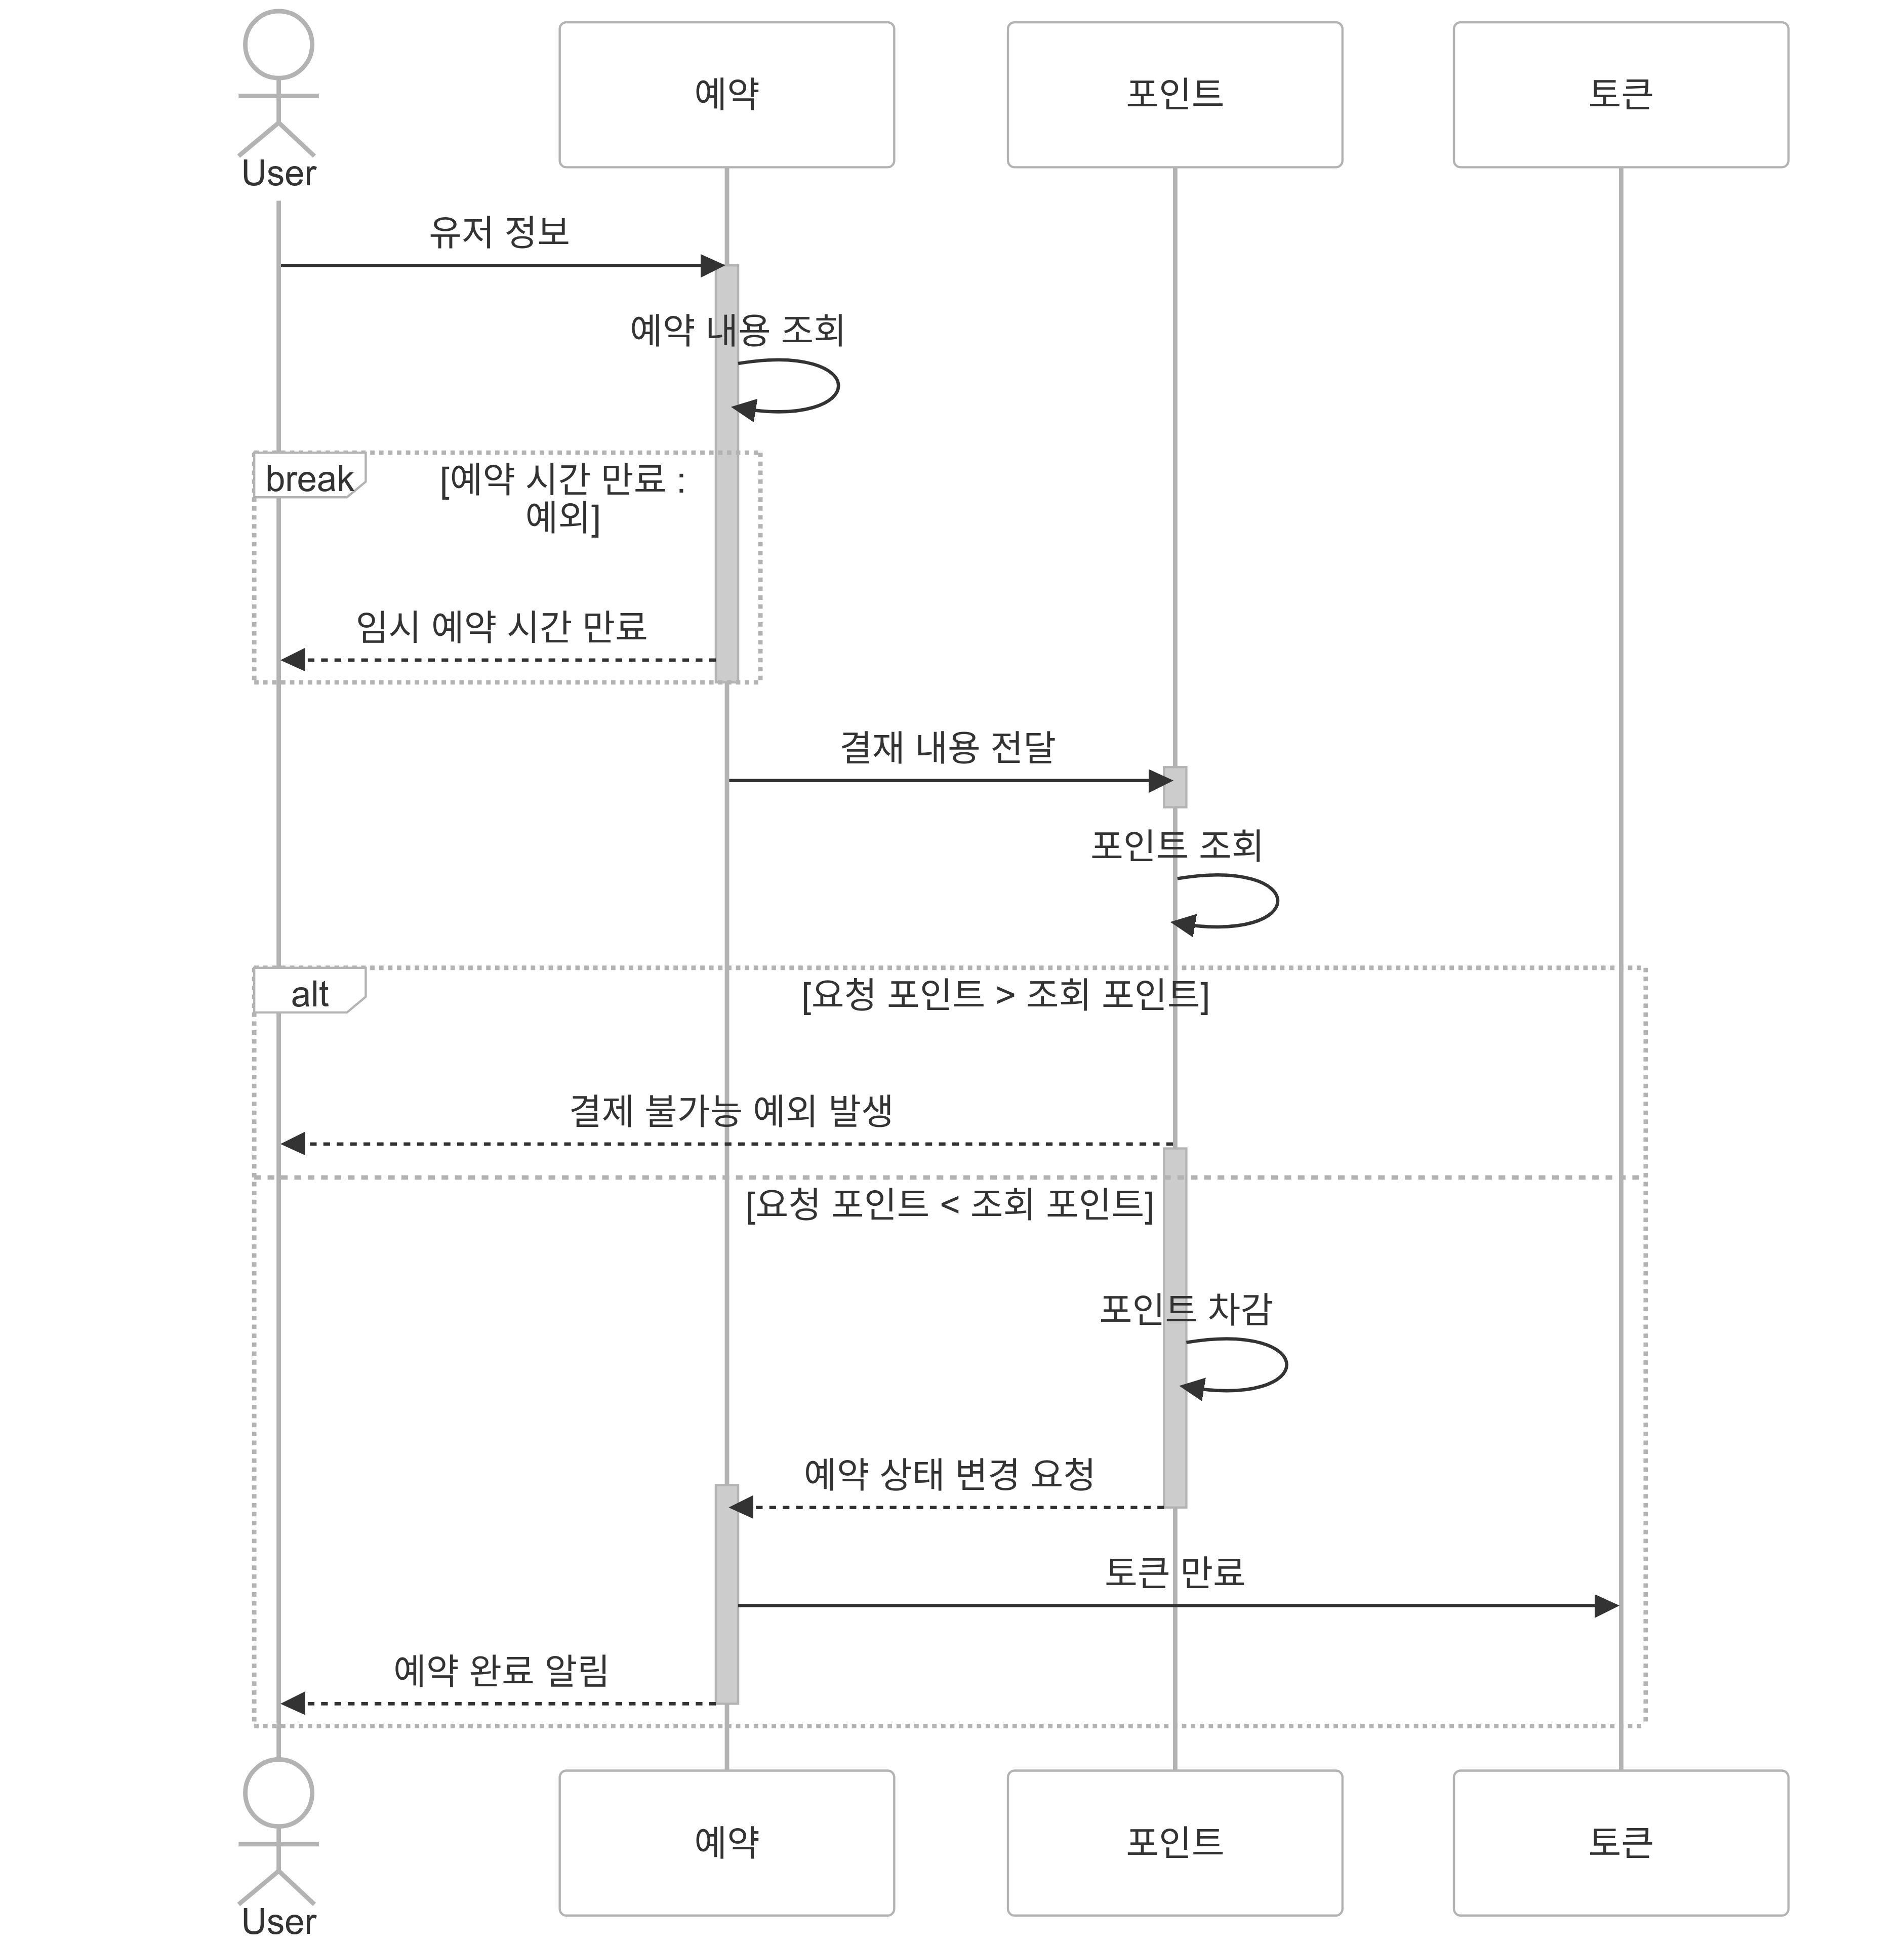 User
예약
포인트
토큰
유저 정보
예약 내용 조회
break
[예약 시간 만료 :
예외]
임시 예약 시간 만료
결재 내용 전달
포인트 조회
alt
[요청 포인트 > 조회 포인트]
결제 불가능 예외 발생
[요청 포인트 < 조회 포인트]
포인트 차감
예약 상태 변경 요청
토큰 만료
예약 완료 알림
User
예약
포인트
토큰